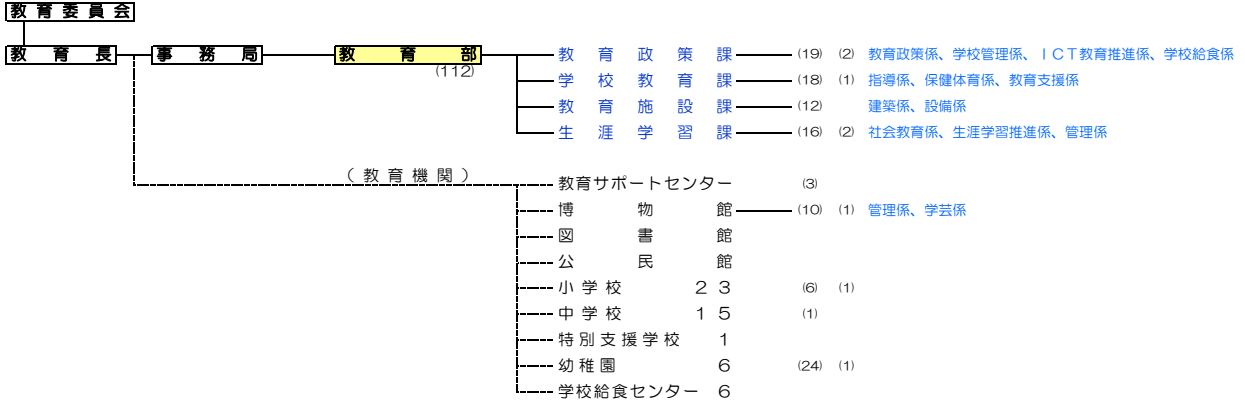 教育委員会
教育長 事務局 教育部 教育政策課 (19) (2) 教育政策係、学校管理係、ＩＣＴ教育推進係、学校給食係
(112)
学校教育課 (18) (1) 指導係、保健体育係、教育支援係
教育施設課 (12) 建築係、設備係
生涯学習課 (16) (2) 社会教育係、生涯学習推進係、管理係
（教育機関）
教育サポートセンター (3)
博物館 (10) (1) 管理係、学芸係
図書館
公民館
小学校 ２３ (6) (1)
中学校 １５ (1)
特別支援学校 １
幼稚園 ６ (24) (1)
学校給食センター ６